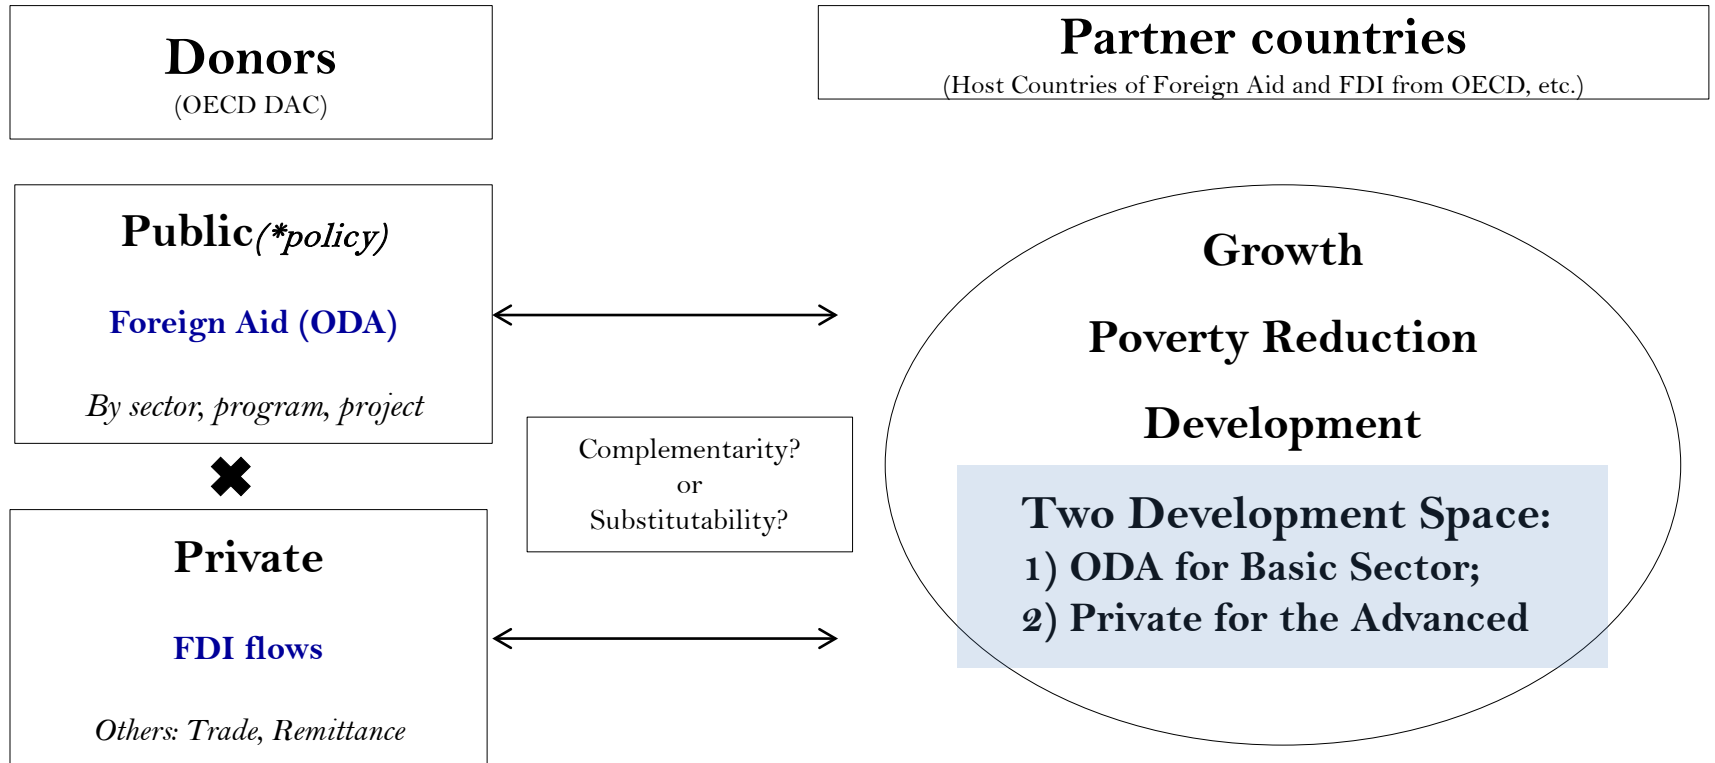 Donors
(OECD DAC)
Partner countries
(Host Countries of Foreign Aid and FDI from OECD, etc.)
Public(*policy)
Foreign Aid (ODA)
By sector, program, project
Private
FDI flows
Others: Trade, Remittance
Complementarity?
or
Substitutability?
Growth
Poverty Reduction
Development
Two Development Space:
1) ODA for Basic Sector;
2) Private for the Advanced